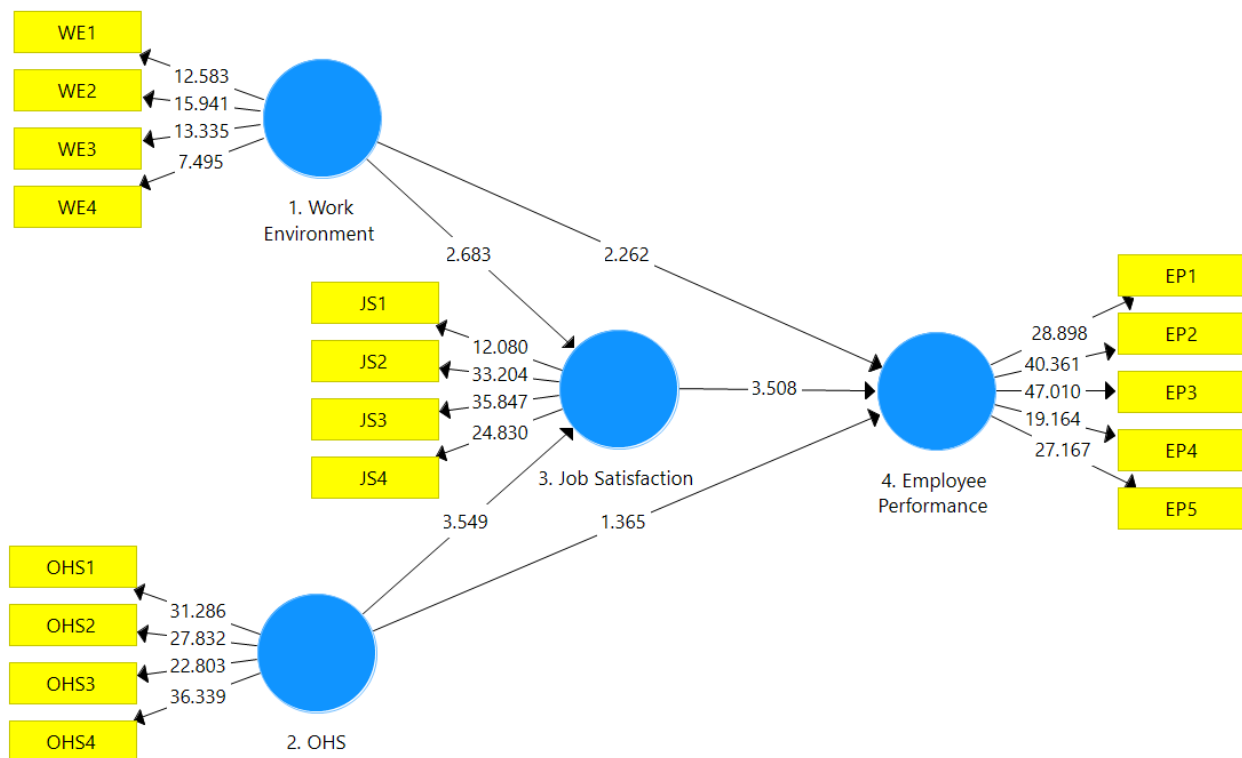 WE1
12.583
WE2
15.941
WE3
13.335
7.495
WE4
1. Work
Environment
2.683
2.262
JS1
12.080
JS2
33.204
JS3
35.847
24.830
JS4
3. Job Satisfaction
3.508
EP1
28.898
EP2
40.361
EP3
47.010
19.164
EP4
27.167
EP5
4. Employee
Performance
3.549
1.365
OHS1
31.286
OHS2
27.832
22.803
OHS3
36.339
OHS4
2. OHS